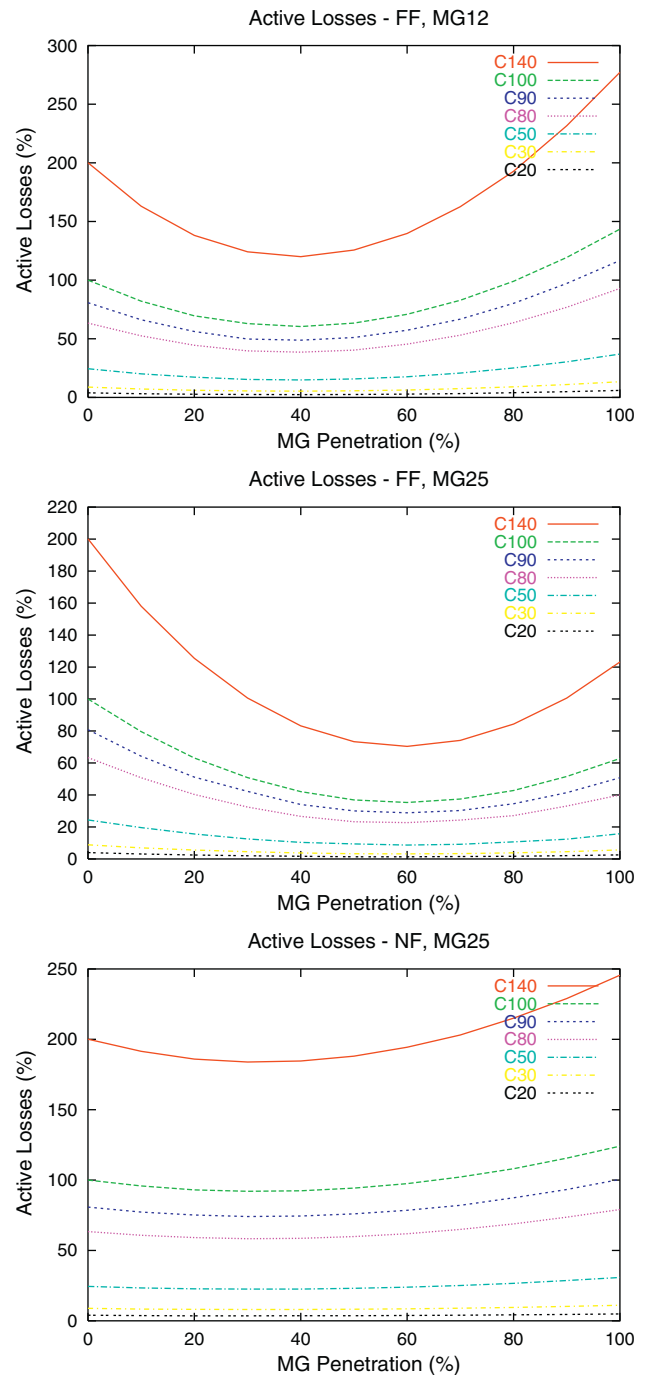 Active Losses - FF, MG12
300
250
200
150
100
50
0
Active Losses (%)
C140
C100
C90
C80
C50
C30
C20
0 20 40 60 80 100
MG Penetration (%)
Active Losses - FF, MG25
220
200
180
160
140
120
100
80
60
40
20
0
Active Losses (%)
C140
C100
C90
C80
C50
C30
C20
0 20 40 60 80 100
MG Penetration (%)
Active Losses - NF, MG25
250
200
150
100
50
0
Active Losses (%)
C140
C100
C90
C80
C50
C30
C20
0 20 40 60 80 100
MG Penetration (%)